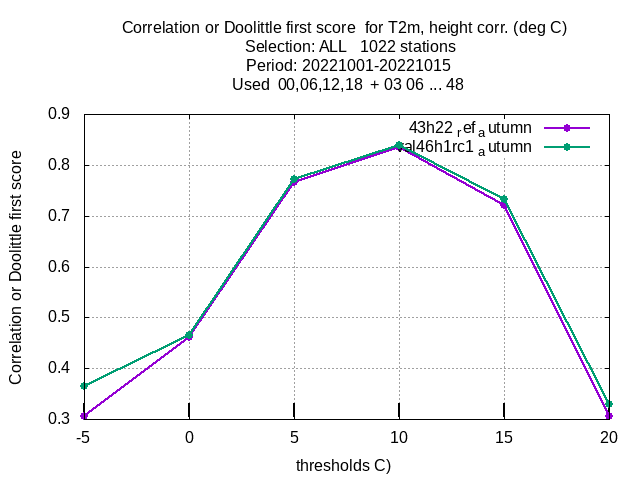 Correlation or Doolittle first score for T2m, height corr. (deg C)
Selection: ALL 1022 stations
Period: 20221001-20221015
Used 00,06,12,18 + 03 06 ... 48
43h22 ref autumn
al46h1rc1 autumn
0.9
0.8
0.7
0.6
0.5
0.4
0.3
-5 0 5 10 15 20
Correlation or Doolittle first score
thresholds C)